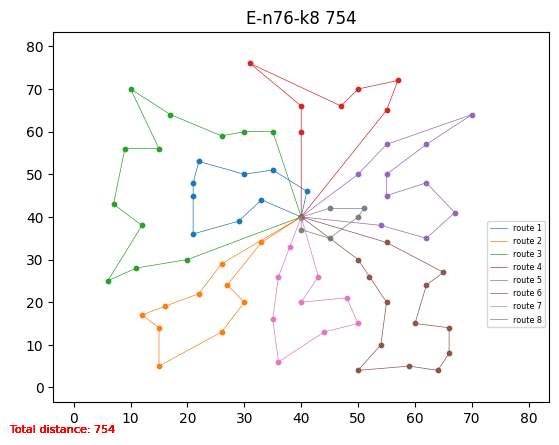 E-n76-k8 754
80
70
60
50
40
30
20
10
0
route 1
route 2
route 3
route 4
route 5
route 6
route 7
route 8
0 10 20 30 40 50 60 70 80
Total distance: 754